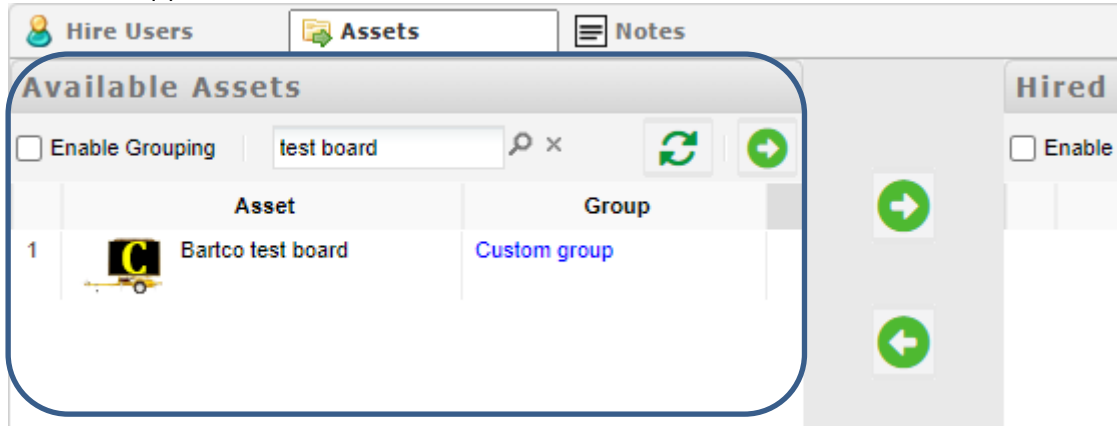 Hire Users Assets Notes
Available Assets
Enable Grouping test board ×
Asset Group
1 C Bartco test board Custom group
Hired
Enable